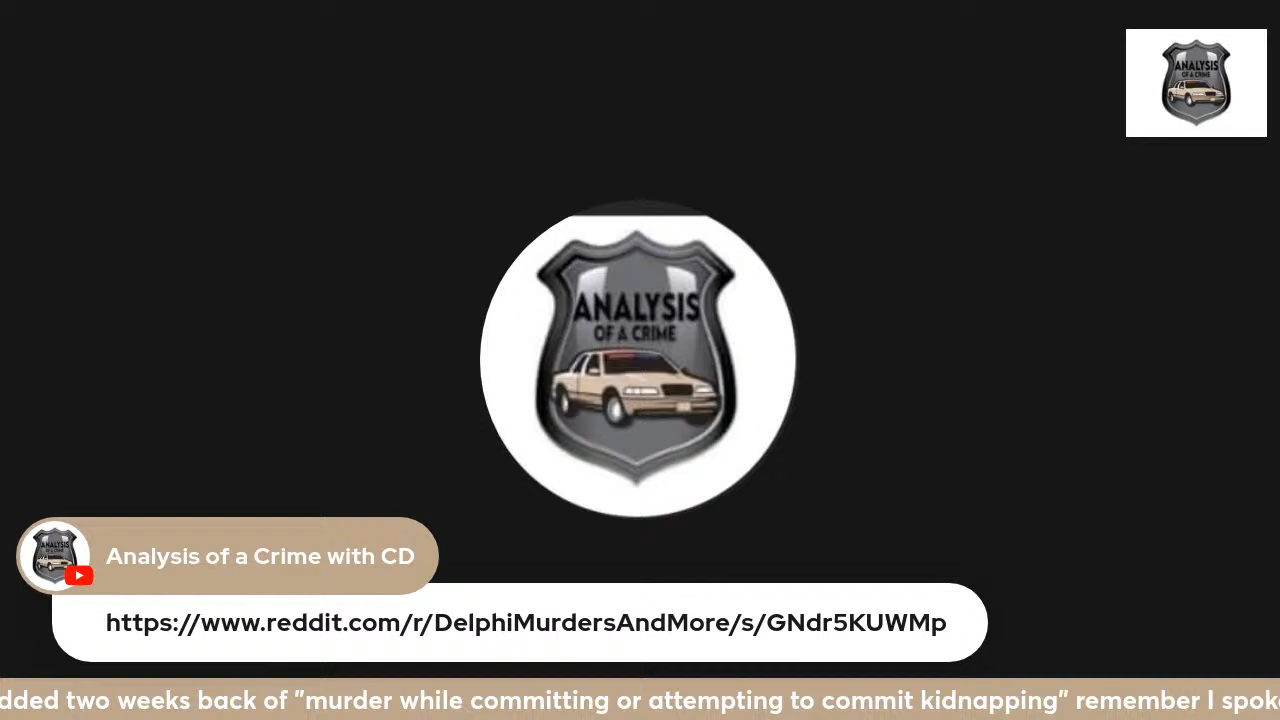 ANALYSIS
OF A CRIME
ANALYSIS
OF A CRIME
Analysis of a Crime with CD
https://www.reddit.com/r/DelphiMurdersAndMore/s/GNdr5KUWMp
dded two weeks back of "murder while committing or attempting to commit kidnapping" remember I spok